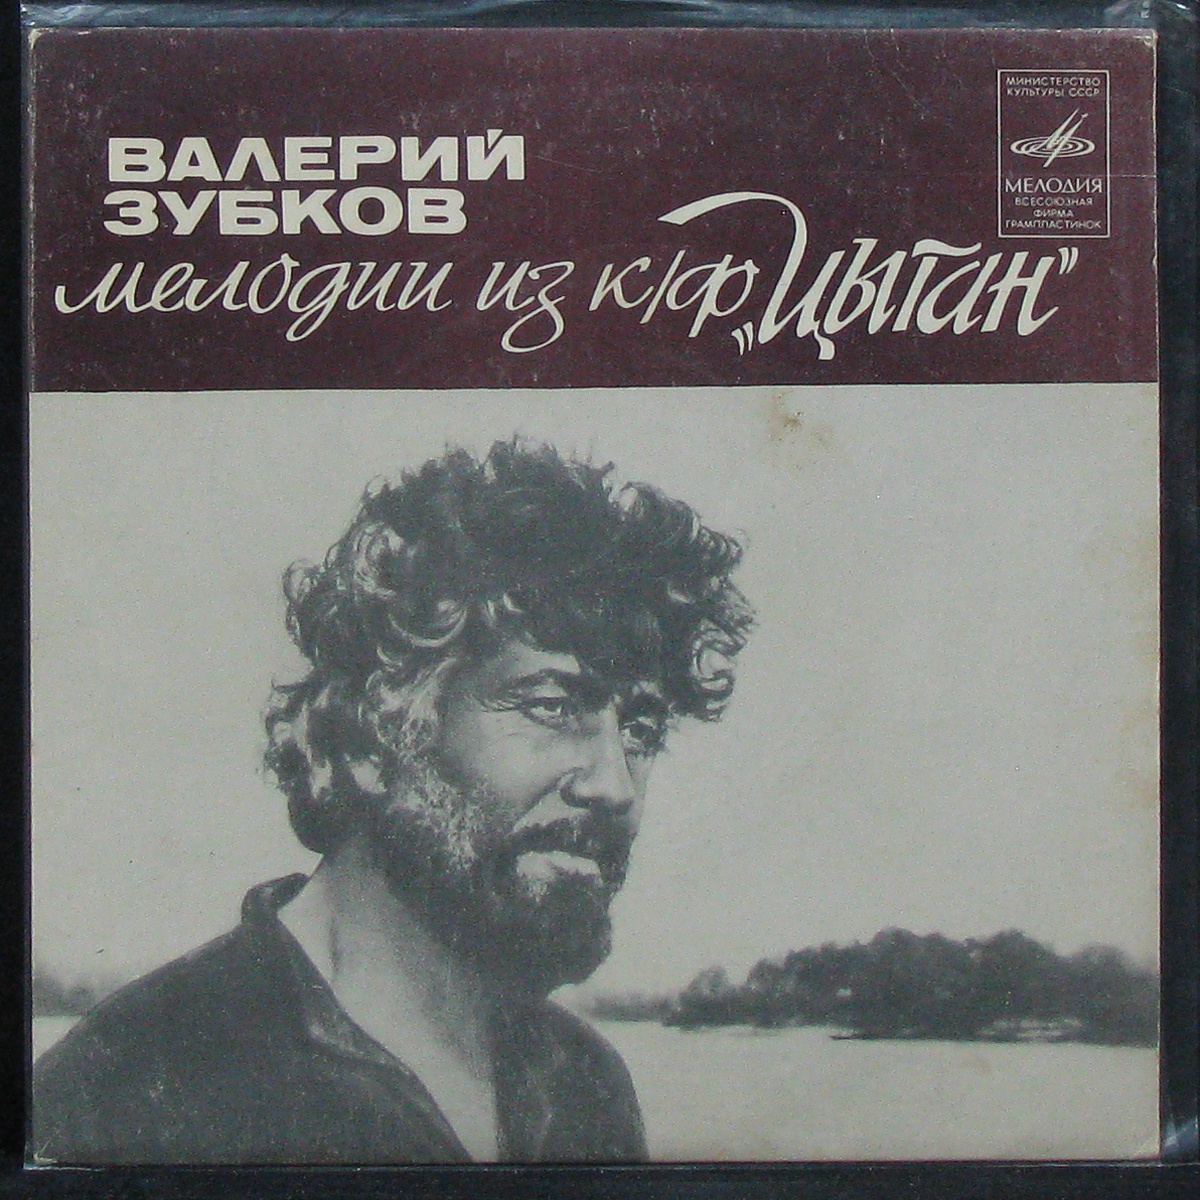 МИНИСТЕРСТВО
КУЛЬТУРЫ СССР
МЕЛОДИЯ
ВСЕСОЮЗНАЯ
ФИРМА
ГРАМПЛАСТИНОК
ВАЛЕРИЙ
ЗУБКОВ
мелодии из к/ф „Цыган”